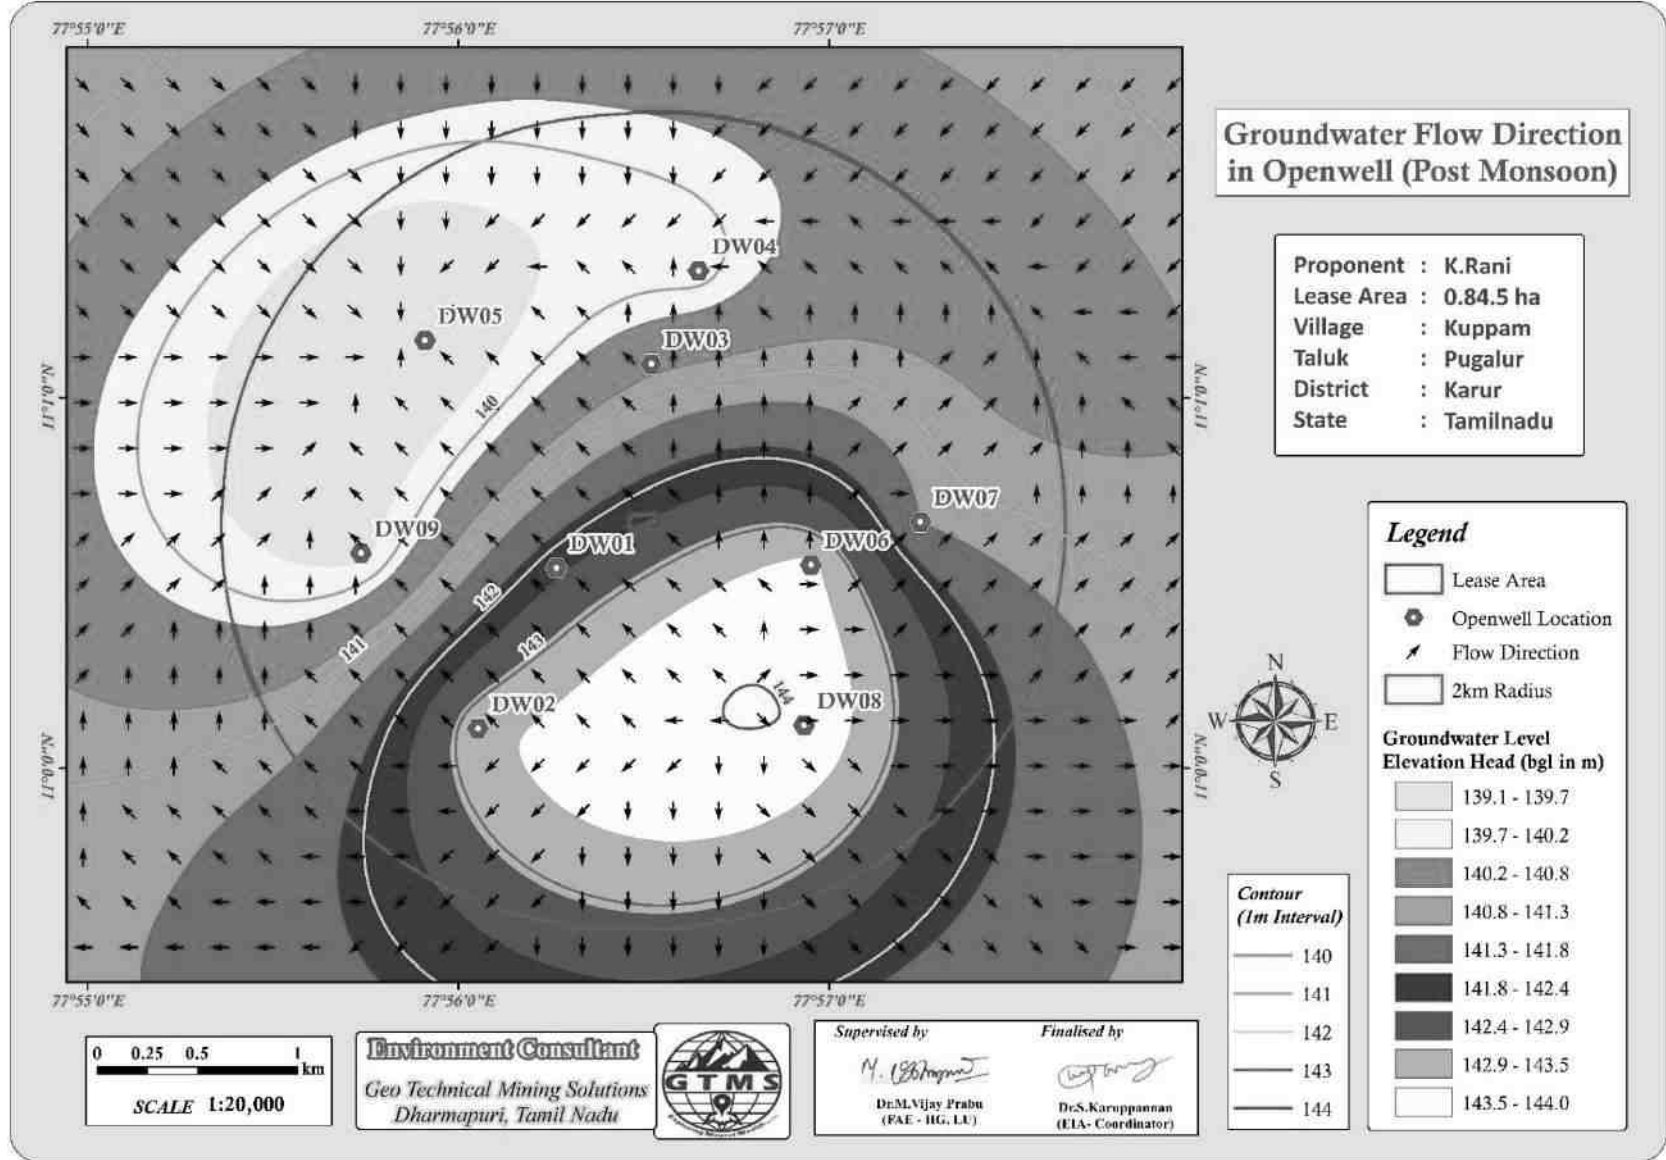 77°55'0"E
77°56'0"E
77°57'0"E
Groundwater Flow Direction
in Openwell (Post Monsoon)
Proponent : K.Rani
Lease Area : 0.84.5 ha
Village : Kuppam
Taluk : Pugalur
District : Karur
State : Tamilnadu
DW04
DW05
DW03
11°1'0"N
11°1'0"N
140
DW07
DW09
DW01
DW06
142
143
141
144
DW02
DW08
11°0'0"N
11°0'0"N
Legend
Lease Area
Openwell Location
Flow Direction
2km Radius
N
W
E
S
Groundwater Level
Elevation Head (bgl in m)
139.1 - 139.7
139.7 - 140.2
140.2 - 140.8
140.8 - 141.3
141.3 - 141.8
141.8 - 142.4
142.4 - 142.9
142.9 - 143.5
143.5 - 144.0
Contour
(1m Interval)
140
141
142
143
144
77°55'0"E
77°56'0"E
77°57'0"E
0 0.25 0.5 1
km
SCALE 1:20,000
Environment Consultant
Geo Technical Mining Solutions
Dharmapuri, Tamil Nadu
GTMS
Supervised by
Dr.M.Vijay Prabu
(FAE - HG, LU)
Finalised by
Dr.S.Karuppannan
(EIA- Coordinator)